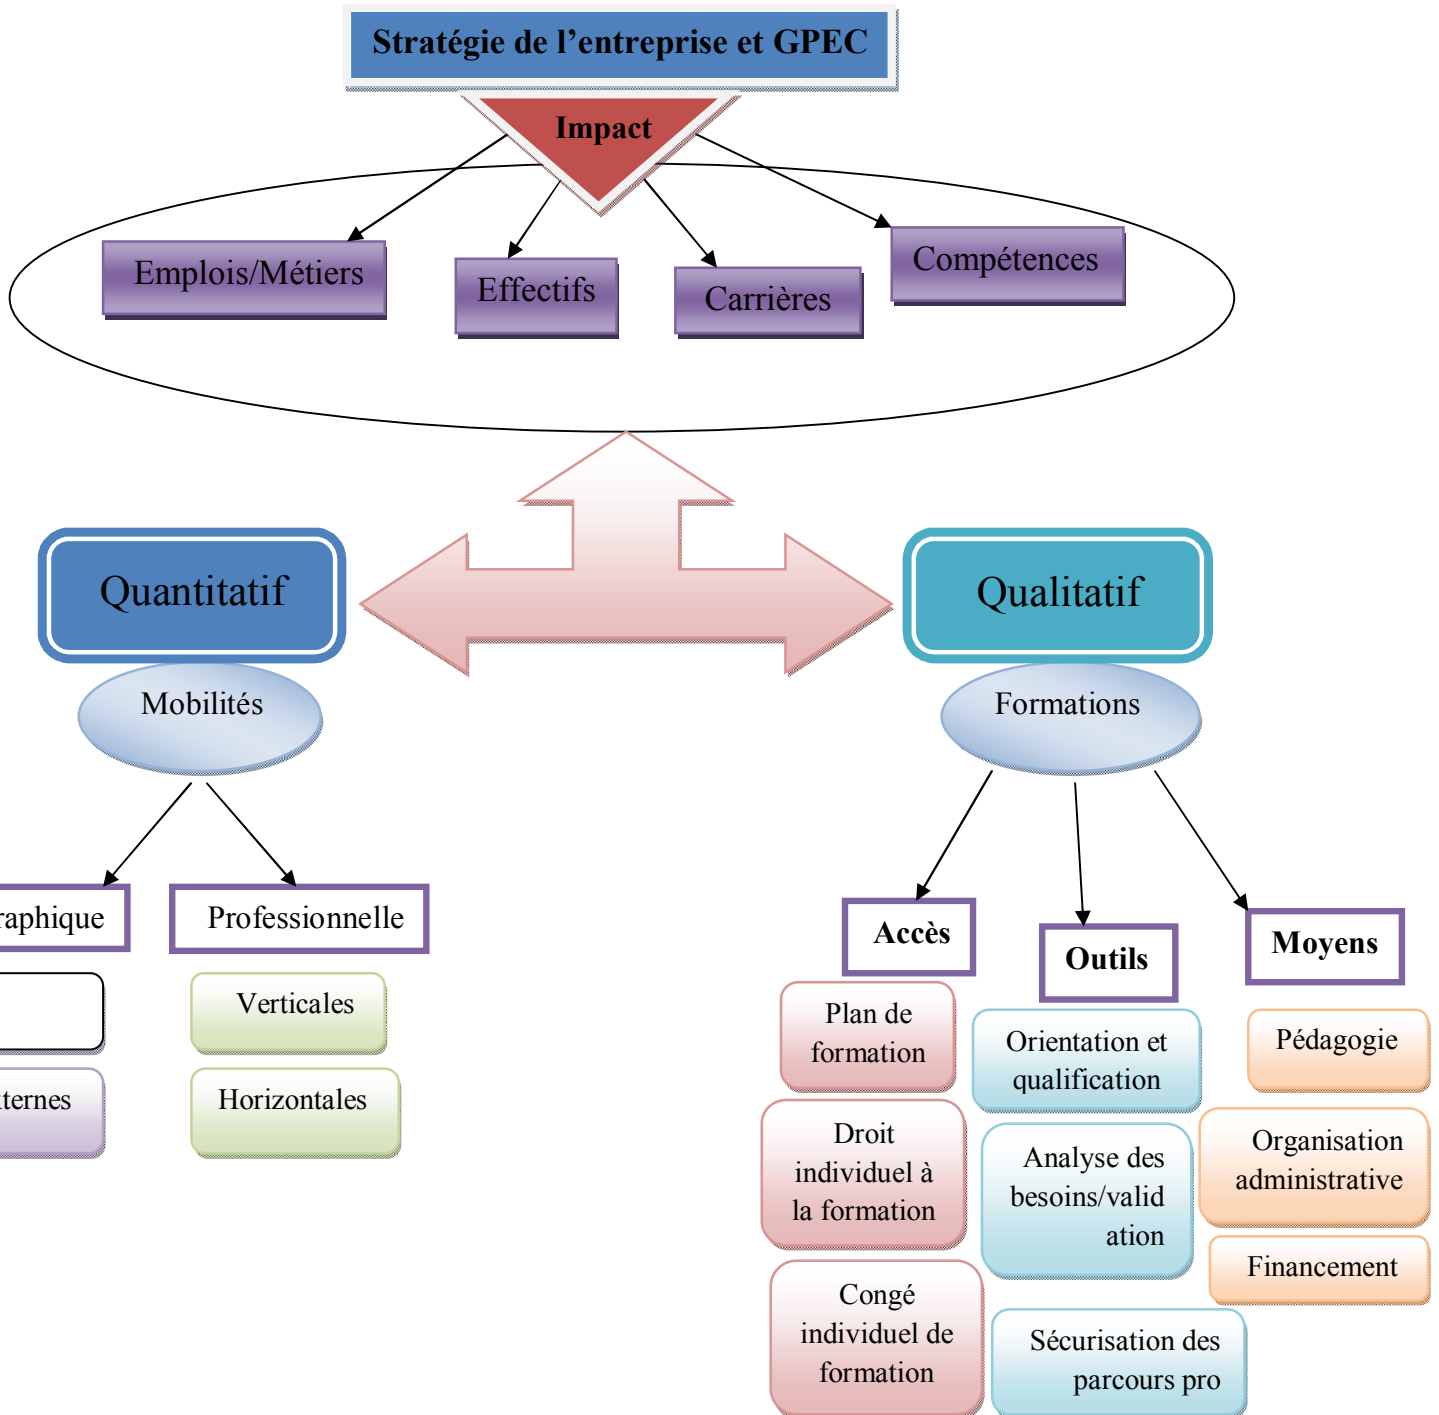 Stratégie de l’entreprise et GPEC
Impact
Emplois/Métiers
Effectifs
Carrières
Compétences
Quantitatif
Qualitatif
Mobilités
Formations
raphique
Professionnelle
Accès
Outils
Moyens
Verticales
Horizontales
ternes
Plan de
formation
Droit
individuel à
la formation
Congé
individuel de
formation
Orientation et
qualification
Analyse des
besoins/valid
ation
Sécurisation des
parcours pro
Pédagogie
Organisation
administrative
Financement